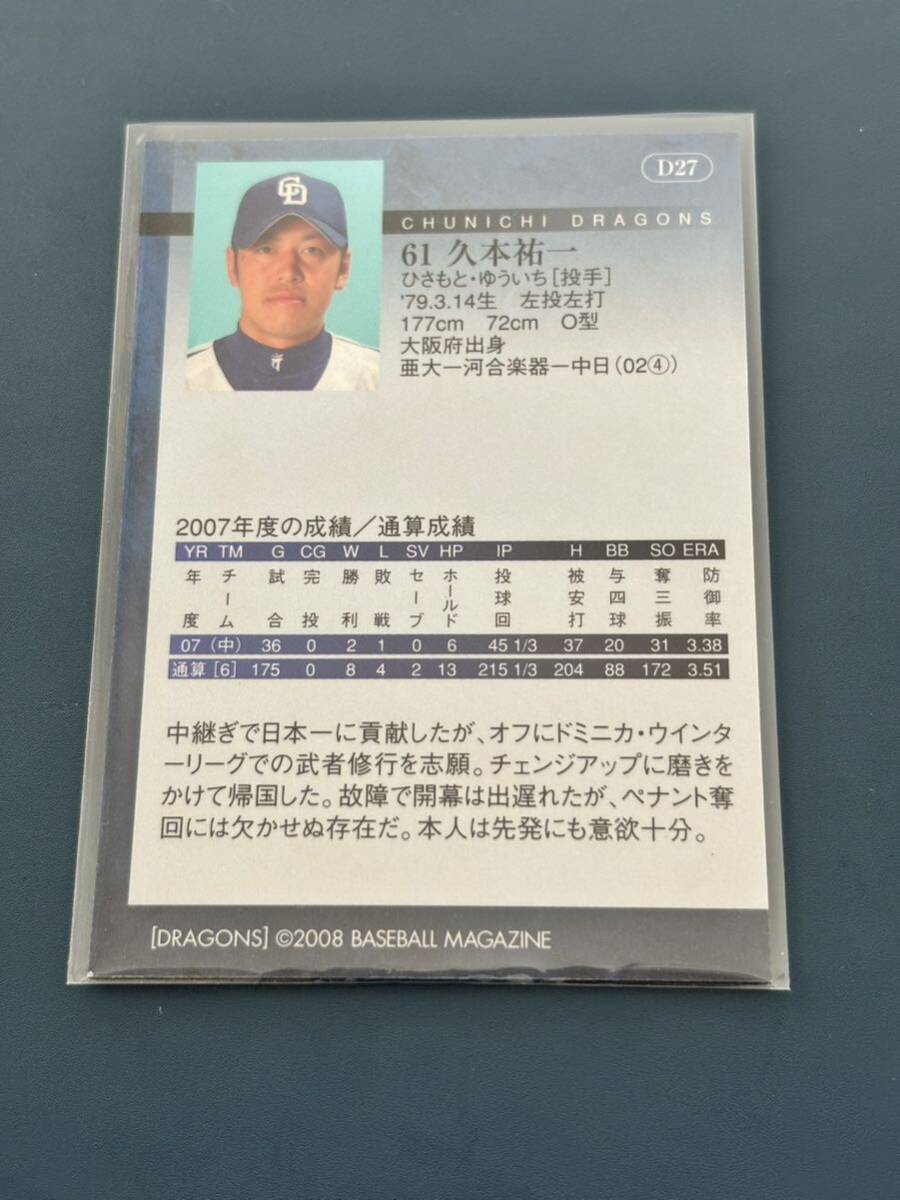 D27
CD
CHUNICHI DRAGONS
61 久本祐一
ひさもと・ゆういち[投手]
'79.3.14生 左投左打
177cm 72cm O型
大阪府出身
亜大ー河合楽器ー中日(02④)
2007年度の成績／通算成績
YR TM G CG W L SV HP IP H BB SO ERA
年度 チーム 試合 完投 勝利 敗戦 セーブ ホールド 投球回 被安打 与四球 奪三振 防御率
07 (中) 36 0 2 1 0 6 45 1/3 37 20 31 3.38
通算 [6] 175 0 8 4 2 13 215 1/3 204 88 172 3.51
中継ぎで日本一に貢献したが、オフにドミニカ・ウインタ
ーリーグでの武者修行を志願。チェンジアップに磨きを
かけて帰国した。故障で開幕は出遅れたが、ペナント奪
回には欠かせぬ存在だ。本人は先発にも意欲十分。
[DRAGONS] ©2008 BASEBALL MAGAZINE